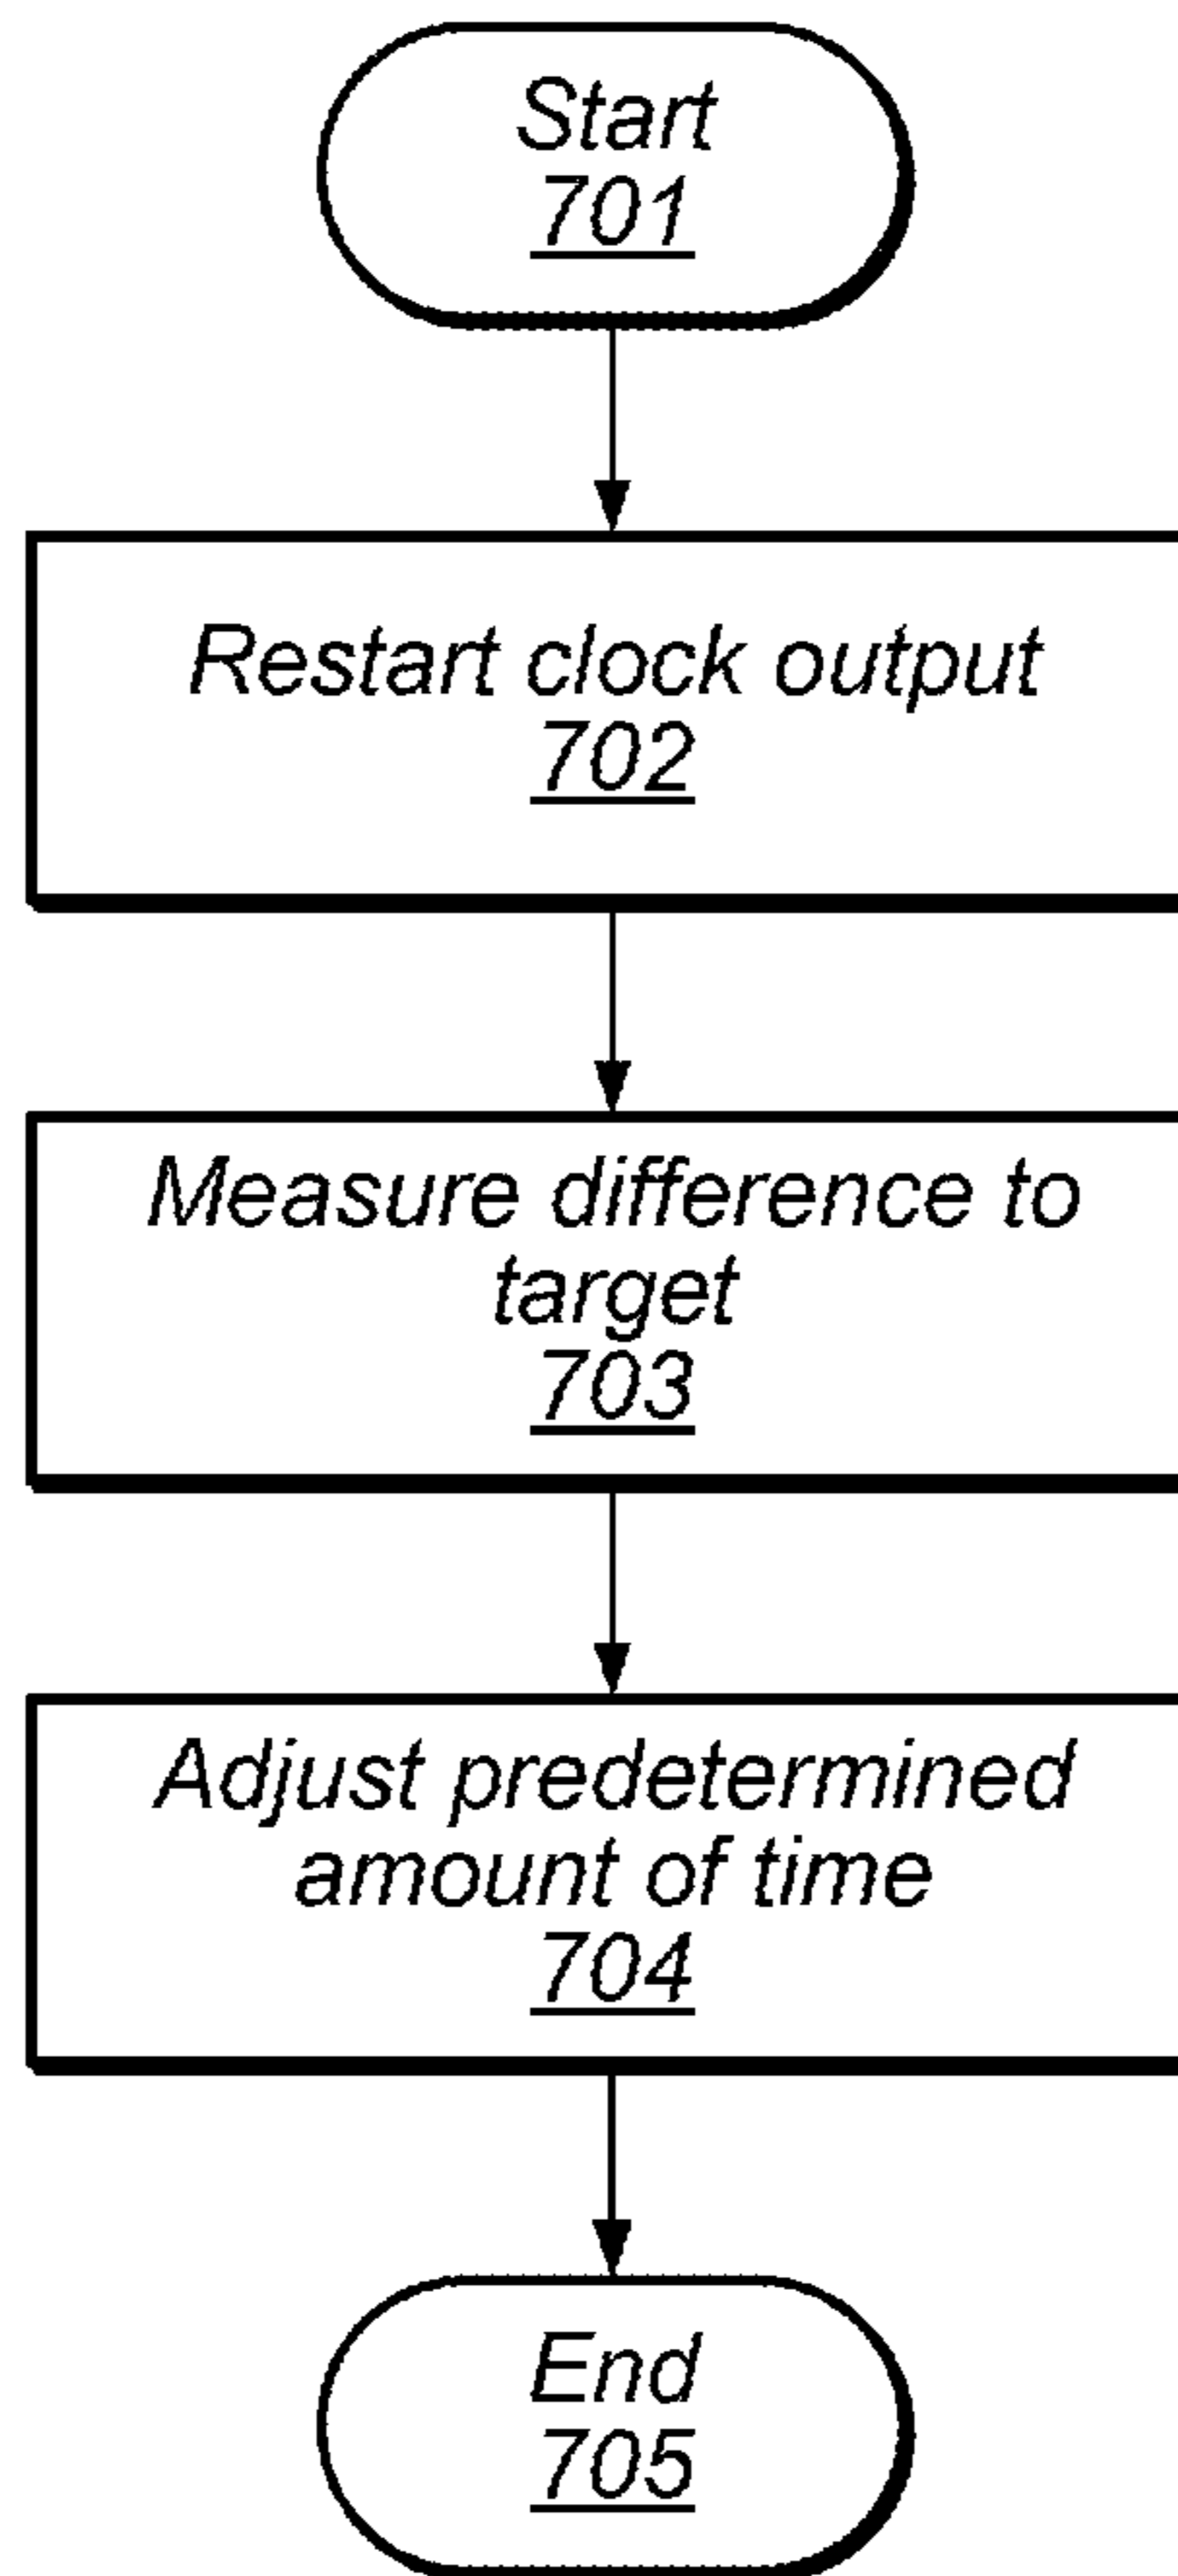 Start
701
Restart clock output
702
Measure difference to
target
703
Adjust predetermined
amount of time
704
End
705